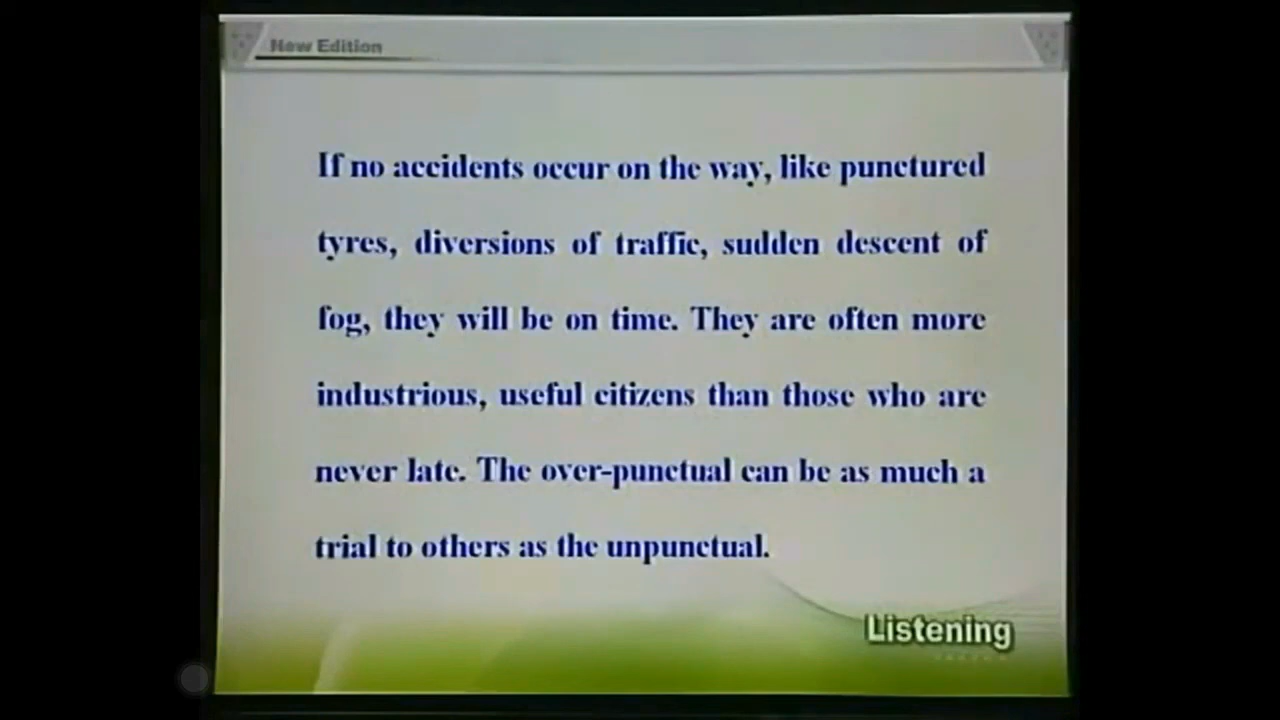 New Edition
If no accidents occur on the way, like punctured
tyres, diversions of traffic, sudden descent of
fog, they will be on time. They are often more
industrious, useful citizens than those who are
never late. The over-punctual can be as much a
trial to others as the unpunctual.
Listening